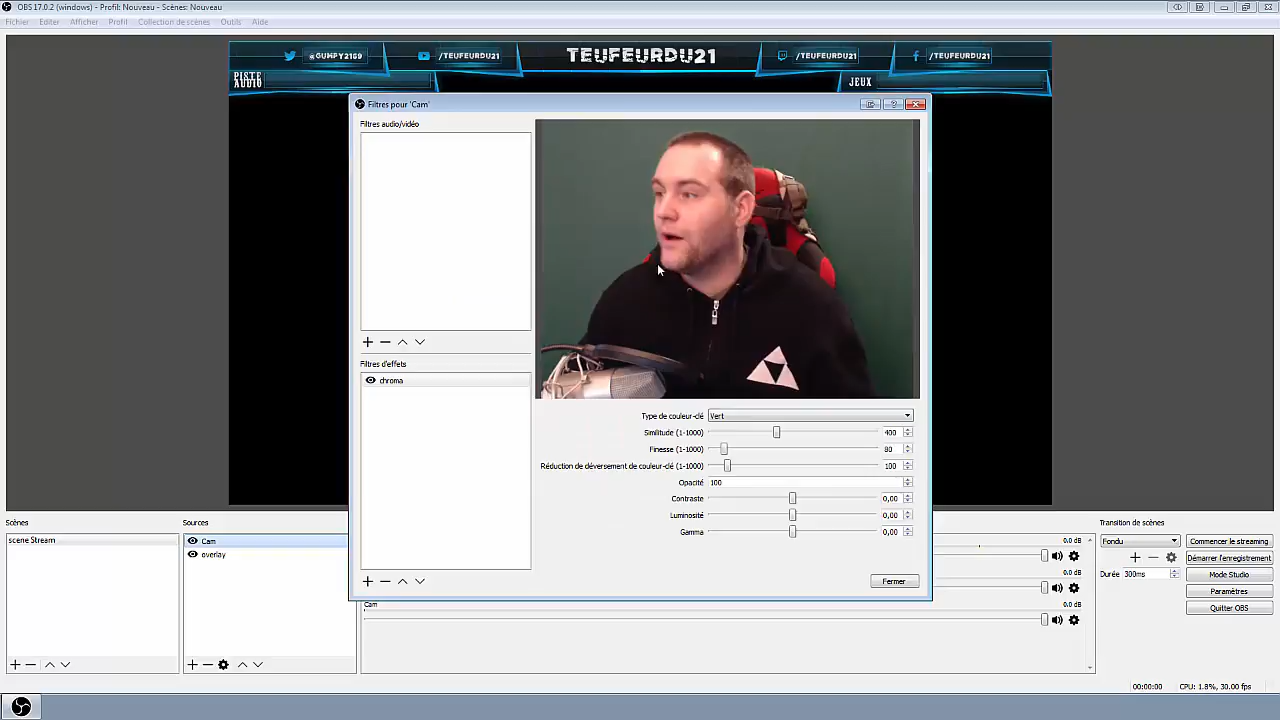 OBS 17.0.2 (windows) - Profil: Nouveau - Scènes: Nouveau
Fichier Editer Afficher Profil Collection de scènes Outils Aide
@GUMPY2189 /TEUFEURDU21 TEUFEURDU21 /TEUFEURDU21 /TEUFEURDU21
PISTE AUDIO JEUX
Filtres pour 'Cam'
Filtres audio/vidéo
Filtres d'effets
chroma
Type de couleur-clé Vert
Similitude (1-1000) 400
Finesse (1-1000) 80
Réduction de déversement de couleur-clé (1-1000) 100
Opacité 100
Contraste 0,00
Luminosité 0,00
Gamma 0,00
Fermer
Scènes
scene Stream
Sources
Cam
overlay
0.0 dB
0.0 dB
Cam 0.0 dB
Transition de scènes
Fondu
Durée 300ms
Commencer le streaming
Démarrer l'enregistrement
Mode Studio
Paramètres
Quitter OBS
00:00:00 CPU: 1.8%, 30.00 fps